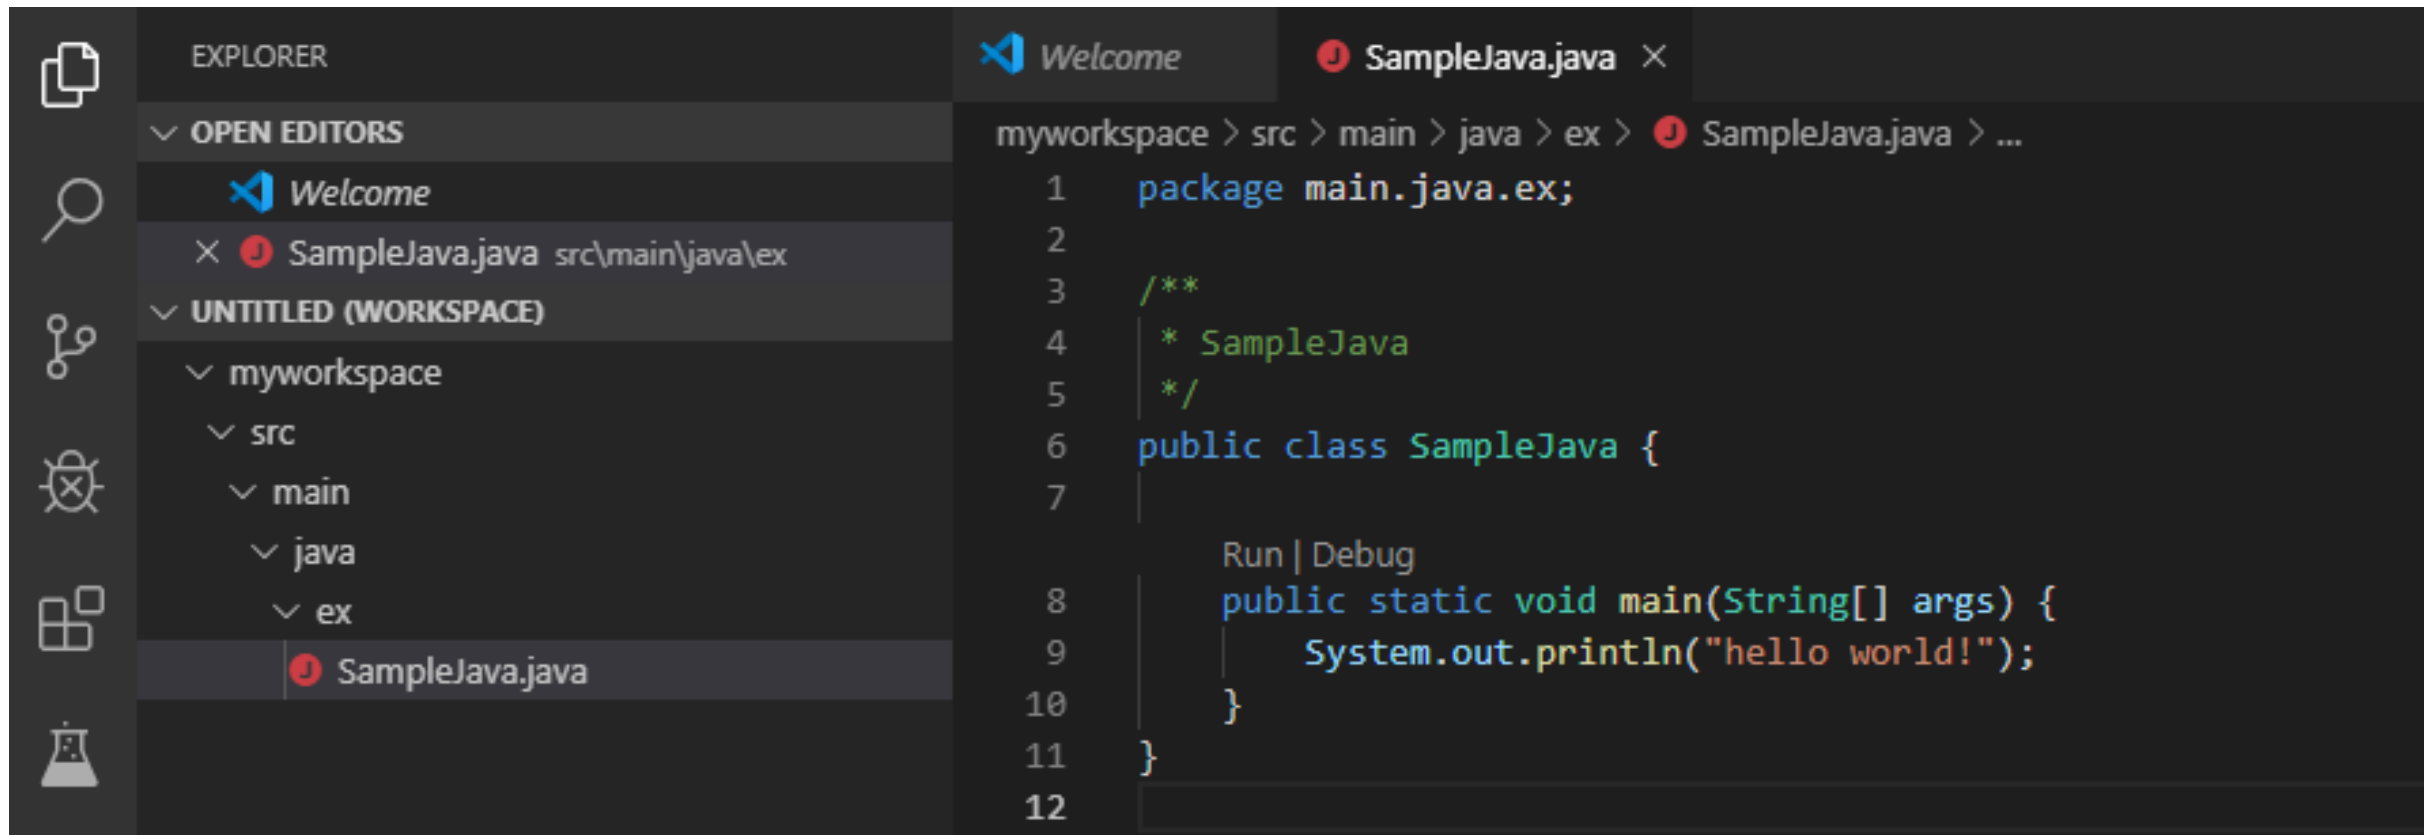 EXPLORER
OPEN EDITORS
Welcome
SampleJava.java src\main\java\ex
UNTITLED (WORKSPACE)
myworkspace
src
main
java
ex
SampleJava.java
Welcome
SampleJava.java
myworkspace > src > main > java > ex > SampleJava.java > ...
1 package main.java.ex;
2
3 /**
4 * SampleJava
5 */
6 public class SampleJava {
7
Run | Debug
8 public static void main(String[] args) {
9 System.out.println("hello world!");
10 }
11 }
12